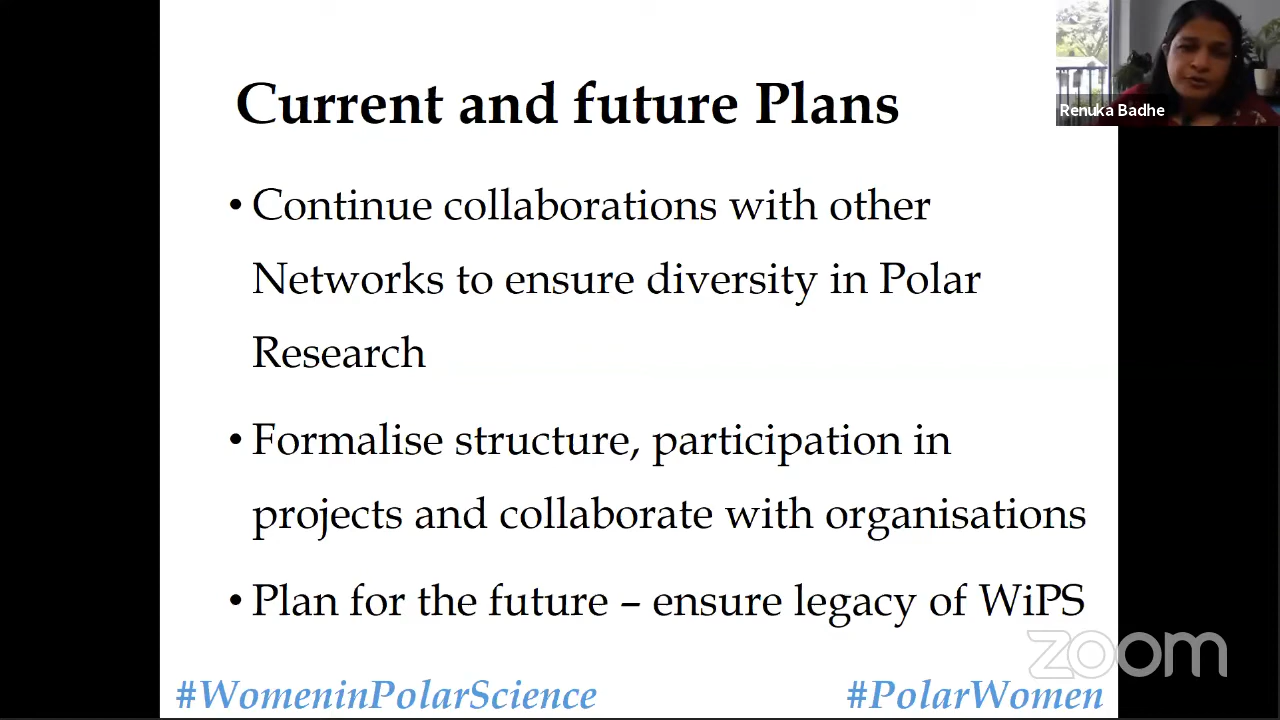 Current and future Plans
Renuka Badhe
• Continue collaborations with other
Networks to ensure diversity in Polar
Research
• Formalise structure, participation in
projects and collaborate with organisations
• Plan for the future – ensure legacy of WiPS
zoom
#WomeninPolarScience #PolarWomen